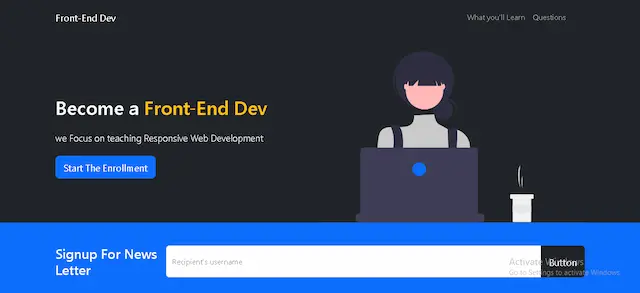 Front-End Dev
What you'll Learn Questions
Become a Front-End Dev
we Focus on teaching Responsive Web Development
Start The Enrollment
Signup For News
Letter
Recipient's username
Button
Activate Windows
Go to Settings to activate Windows.